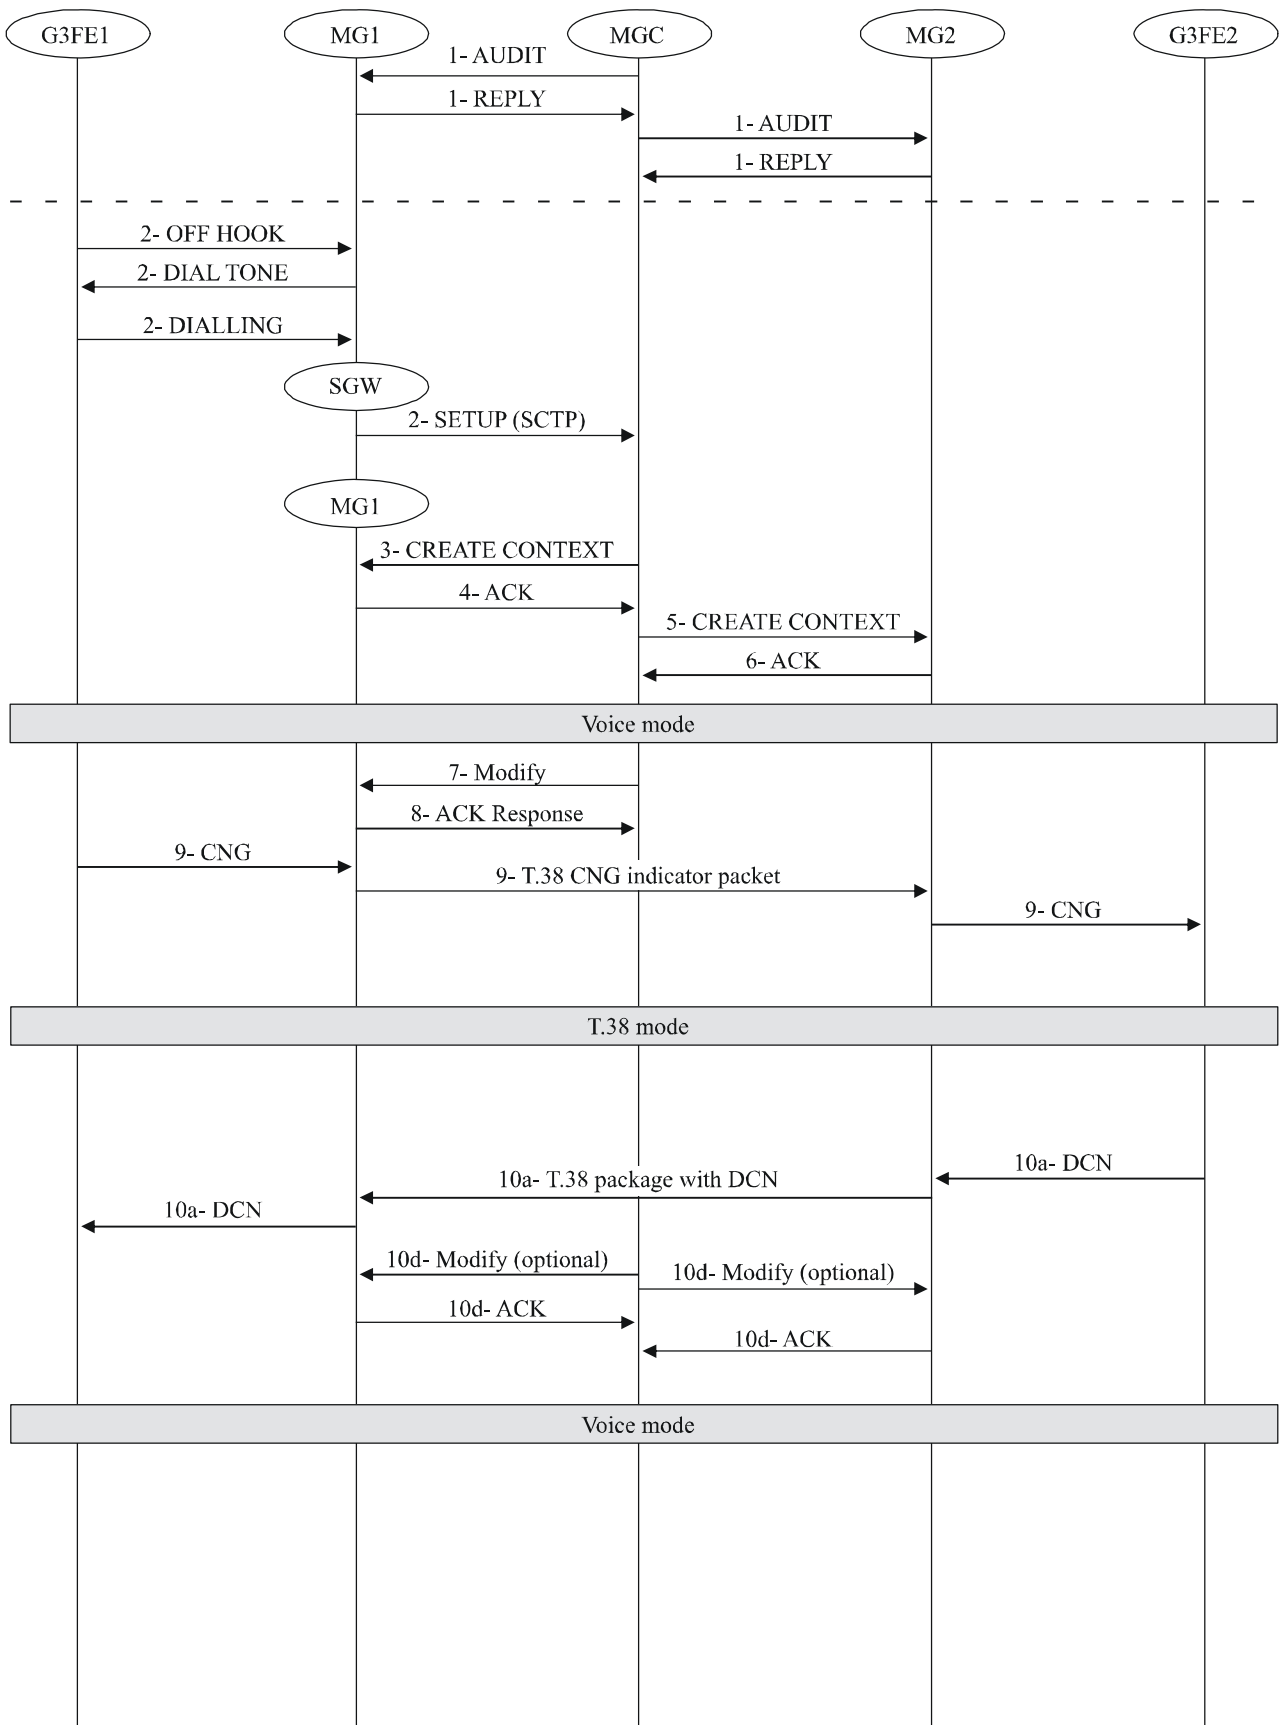 G3FE1
MG1
MGC
MG2
G3FE2
1- AUDIT
1- REPLY
1- AUDIT
1- REPLY
2- OFF HOOK
2- DIAL TONE
2- DIALLING
SGW
2- SETUP (SCTP)
MG1
3- CREATE CONTEXT
4- ACK
5- CREATE CONTEXT
6- ACK
Voice mode
7- Modify
8- ACK Response
9- CNG
9- T.38 CNG indicator packet
9- CNG
T.38 mode
10a- DCN
10a- T.38 package with DCN
10a- DCN
10d- Modify (optional)
10d- Modify (optional)
10d- ACK
10d- ACK
Voice mode